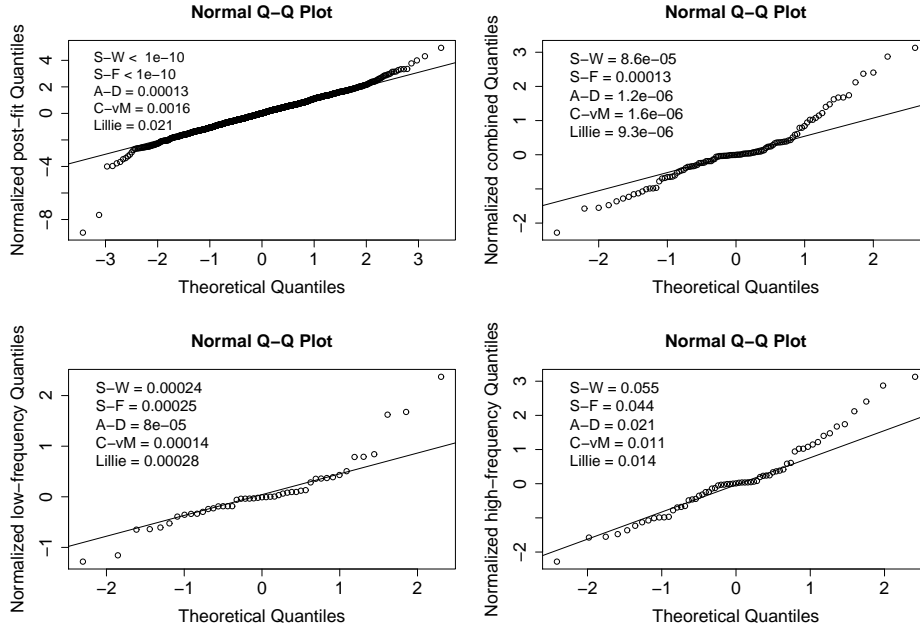 Normal Q−Q Plot
Normalized post−fit Quantiles
4
2
0
−4
−8
S−W < 1e−10
S−F < 1e−10
A−D = 0.00013
C−vM = 0.0016
Lillie = 0.021
−3
−2
−1
0
1
2
3
Theoretical Quantiles
Normal Q−Q Plot
Normalized combined Quantiles
3
2
1
0
−1
−2
S−W = 8.6e−05
S−F = 0.00013
A−D = 1.2e−06
C−vM = 1.6e−06
Lillie = 9.3e−06
−2
−1
0
1
2
Theoretical Quantiles
Normal Q−Q Plot
Normalized low−frequency Quantiles
2
1
0
−1
S−W = 0.00024
S−F = 0.00025
A−D = 8e−05
C−vM = 0.00014
Lillie = 0.00028
−2
−1
0
1
2
Theoretical Quantiles
Normal Q−Q Plot
Normalized high−frequency Quantiles
3
2
1
0
−2
S−W = 0.055
S−F = 0.044
A−D = 0.021
C−vM = 0.011
Lillie = 0.014
−2
−1
0
1
2
Theoretical Quantiles